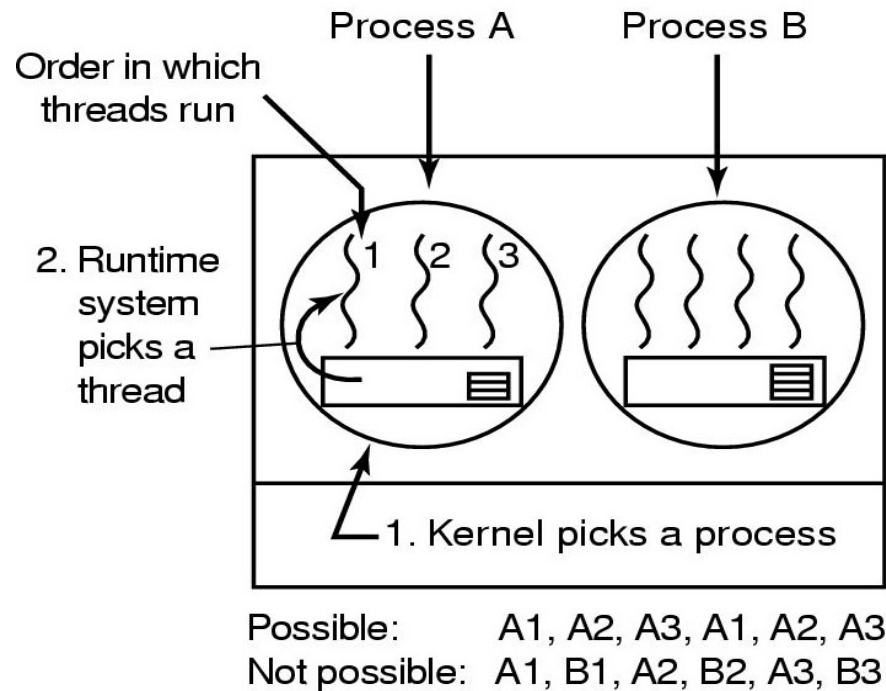 Process A
Process B
Order in which
threads run
1
2
3
2. Runtime
system
picks a
thread
1. Kernel picks a process
Possible: A1, A2, A3, A1, A2, A3
Not possible: A1, B1, A2, B2, A3, B3